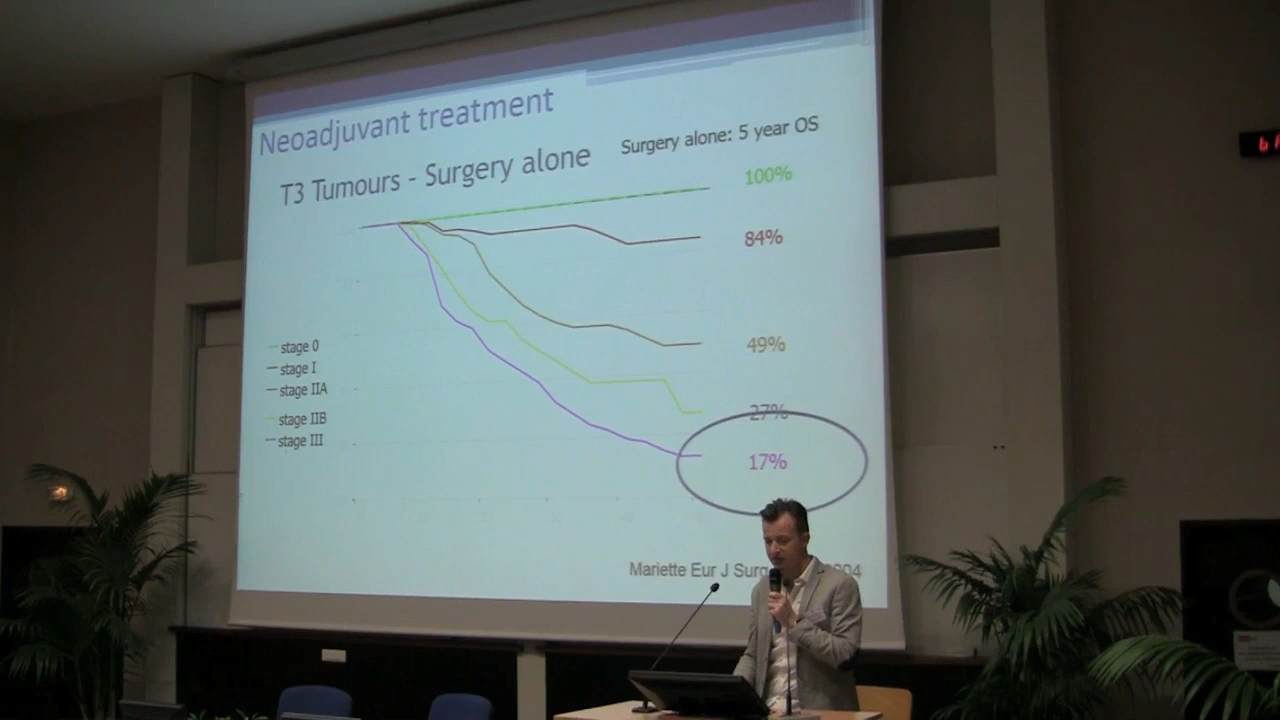 Neoadjuvant treatment
T3 Tumours - Surgery alone
Surgery alone: 5 year OS
100%
84%
49%
27%
17%
stage 0
stage I
stage IIA
stage IIB
stage III
Mariette Eur J Surg